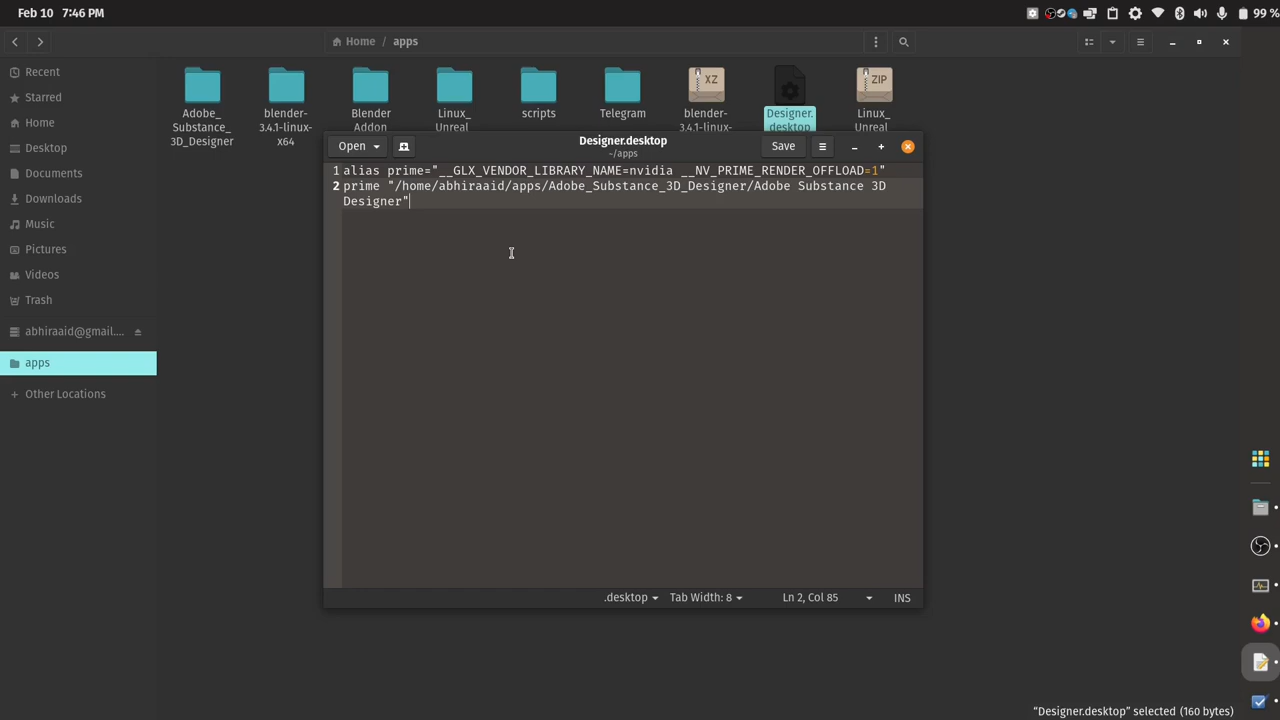 Feb 10 7:46 PM
99 %
Home / apps
Recent
Starred
Home
Desktop
Documents
Downloads
Music
Pictures
Videos
Trash
abhiraaid@gmail....
apps
Other Locations
Adobe_
Substance_
3D_Designer
blender-
3.4.1-linux-
x64
Blender
Addon
Linux_
Unreal
scripts
Telegram
XZ
blender-
3.4.1-linux-
Designer.
desktop
ZIP
Linux_
Unreal
Open
Designer.desktop
~/apps
Save
1 alias prime="__GLX_VENDOR_LIBRARY_NAME=nvidia __NV_PRIME_RENDER_OFFLOAD=1"
2 prime "/home/abhiraaid/apps/Adobe_Substance_3D_Designer/Adobe Substance 3D
Designer"
.desktop
Tab Width: 8
Ln 2, Col 85
INS
"Designer.desktop" selected (160 bytes)